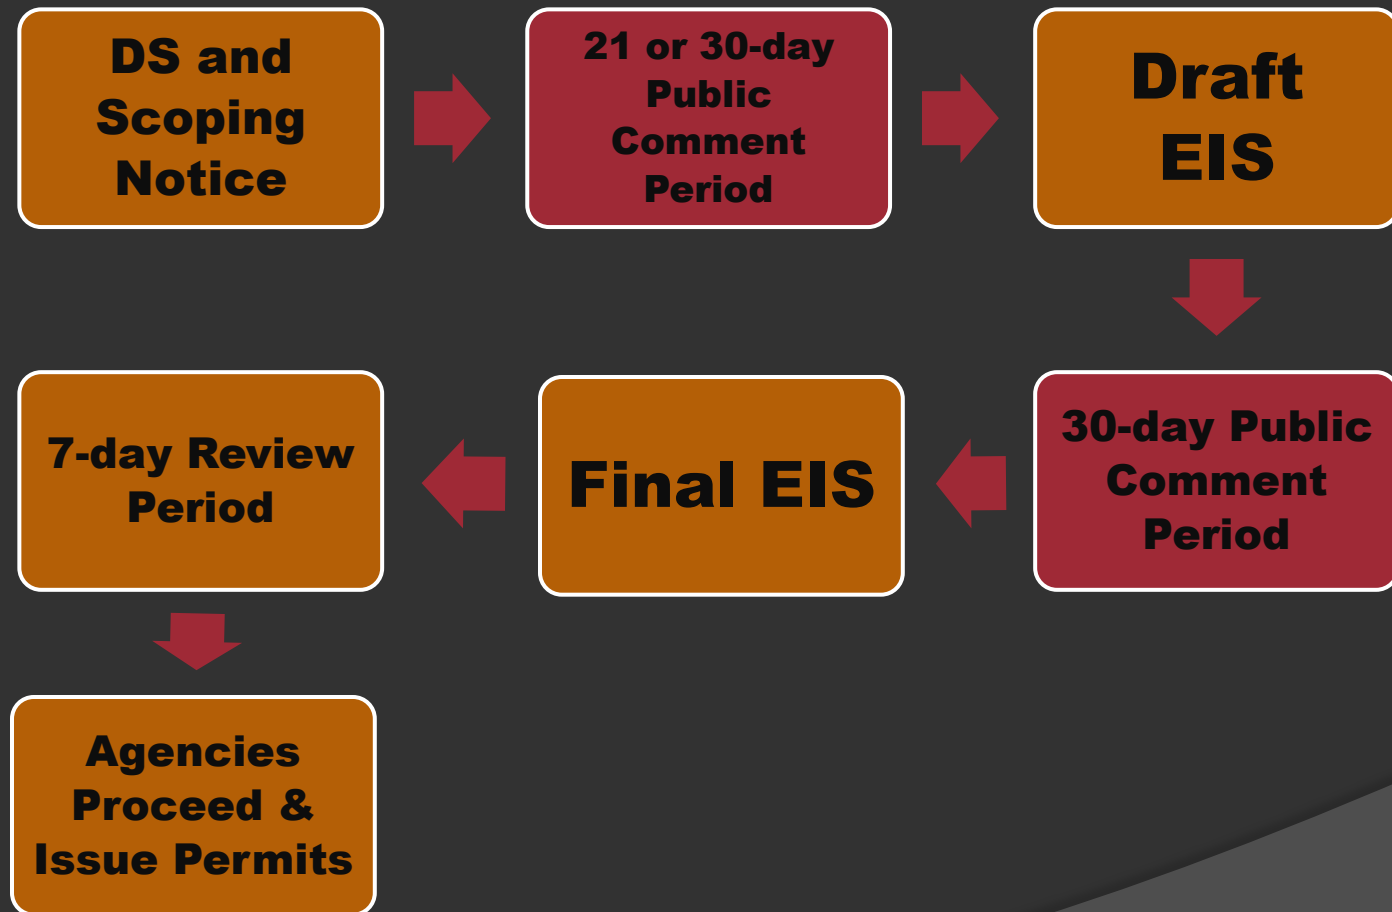 DS and
Scoping
Notice
21 or 30-day
Public
Comment
Period
Draft
EIS
30-day Public
Comment
Period
Final EIS
7-day Review
Period
Agencies
Proceed &
Issue Permits